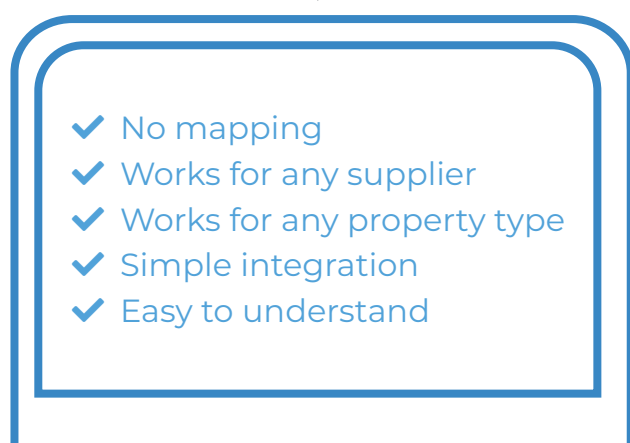 No mapping
Works for any supplier
Works for any property type
Simple integration
Easy to understand